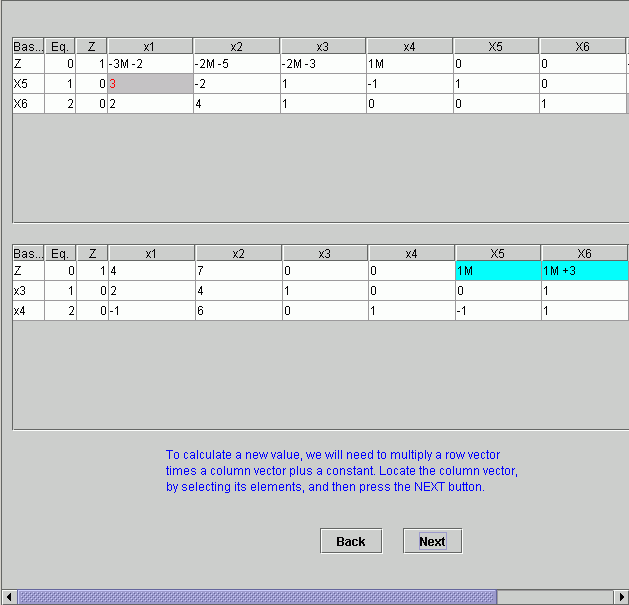 Bas... Eq. Z x1 x2 x3 x4 X5 X6
Z 0 1 -3M -2 -2M -5 -2M -3 1M 0 0 -
X5 1 0 3 -2 1 -1 1 0
X6 2 0 2 4 1 0 0 1
Bas... Eq. Z x1 x2 x3 x4 X5 X6
Z 0 1 4 7 0 0 1M 1M +3
x3 1 0 2 4 1 0 0 1
x4 2 0 -1 6 0 1 -1 1
To calculate a new value, we will need to multiply a row vector
times a column vector plus a constant. Locate the column vector,
by selecting its elements, and then press the NEXT button.
Back Next